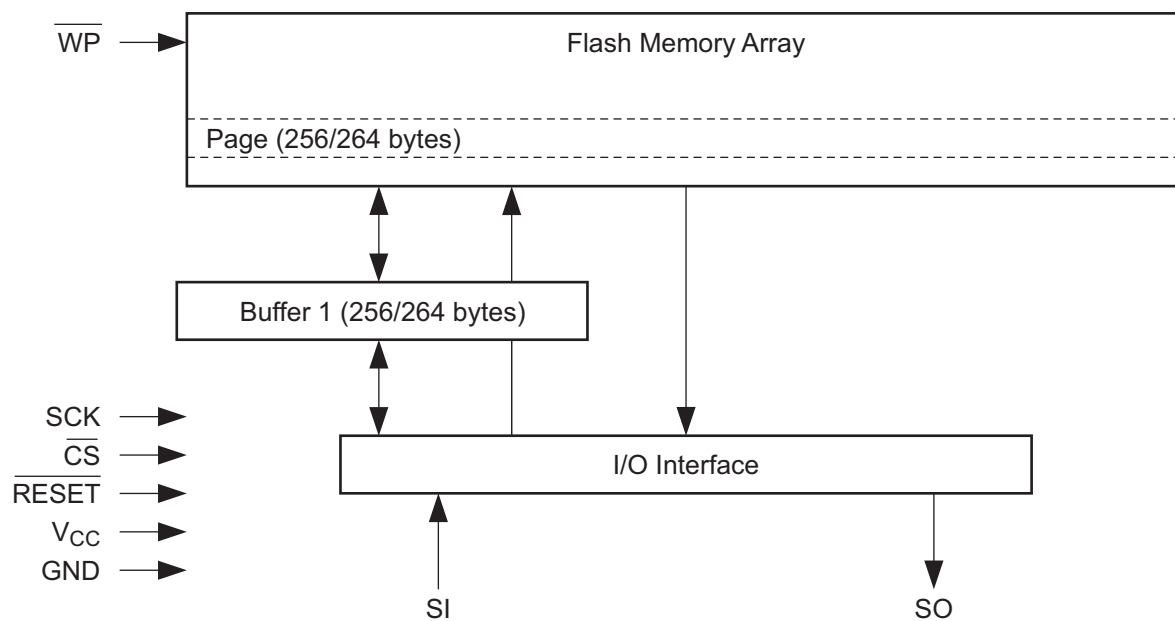 WP
Flash Memory Array
Page (256/264 bytes)
Buffer 1 (256/264 bytes)
SCK
CS
I/O Interface
RESET
VCC
GND
SI
SO